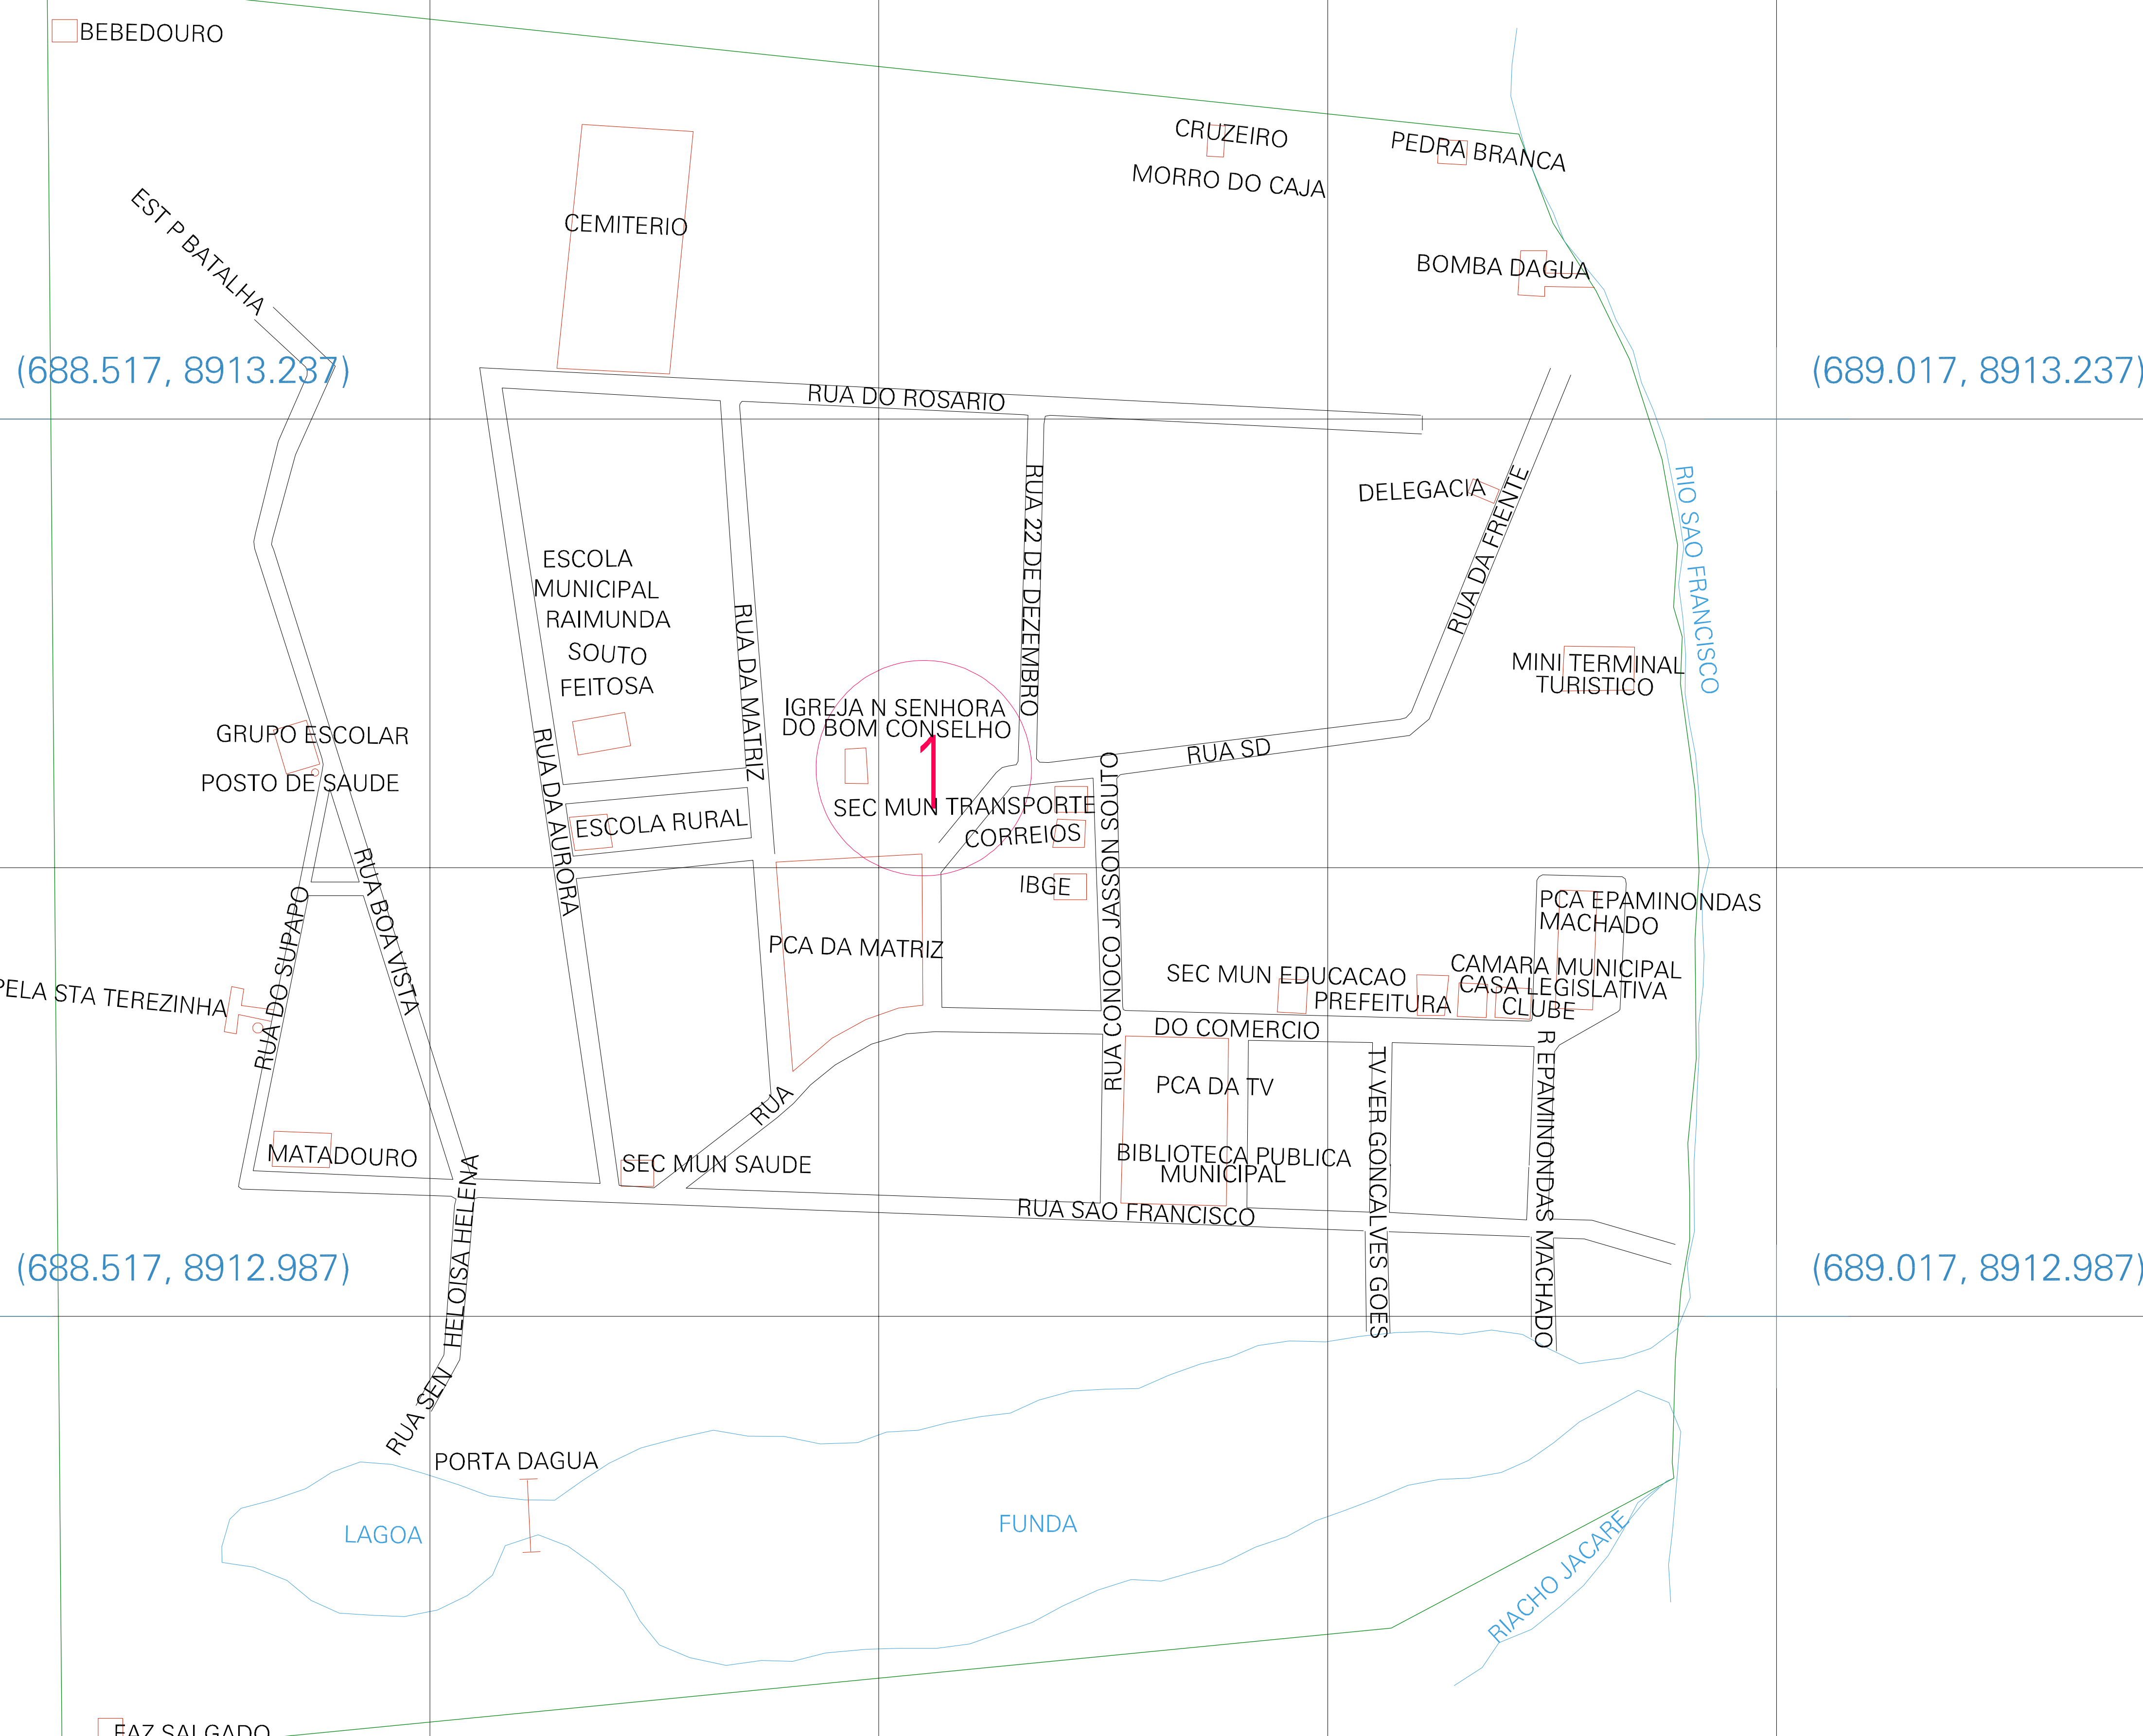 BEBEDOURO
CRUZEIRO
PEDRA BRANCA
MORRO DO CAJA
EST P BATALHA
CEMITERIO
BOMBA DAGUA
(688.517, 8913.237)
(689.017, 8913.237)
RUA DO ROSARIO
DELEGACIA
RUA DA FRENTE
RIO SAO FRANCISCO
RUA 22 DE DEZEMBRO
ESCOLA
MUNICIPAL
RAIMUNDA
SOUTO
FEITOSA
RUA DA MATRIZ
MINI TERMINAL
TURISTICO
IGREJA N SENHORA
DO BOM CONSELHO
1
GRUPO ESCOLAR
POSTO DE SAUDE
RUA DA AURORA
RUA SD
SEC MUN TRANSPORTE
ESCOLA RURAL
CORREIOS
RUA CONOCO JASSON SOUTO
IBGE
RUA BOA VISTA
RUA DO SUPAPO
PCA EPAMINONDAS
MACHADO
PCA DA MATRIZ
SEC MUN EDUCACAO
CAMARA MUNICIPAL
CASA LEGISLATIVA
PREFEITURA
CLUBE
PELA STA TEREZINHA
DO COMERCIO
R EPAMINONDAS MACHADO
TV VER GONCALVES GOES
PCA DA TV
RUA
MATADOURO
SEC MUN SAUDE
BIBLIOTECA PUBLICA
MUNICIPAL
RUA SAO FRANCISCO
(688.517, 8912.987)
(689.017, 8912.987)
RUA SEN HELOISA HELENA
PORTA DAGUA
LAGOA
FUNDA
RIACHO JACARE
FAZ SALGADO